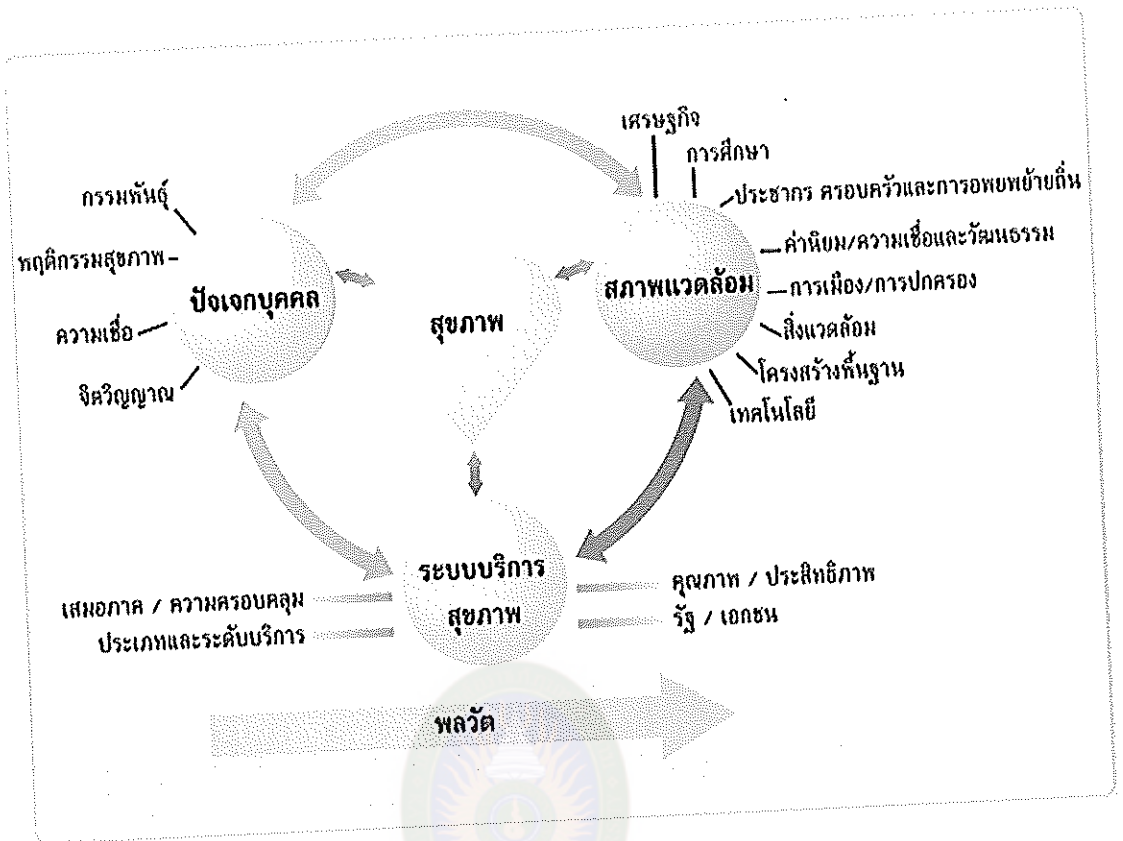 เศรษฐกิจ
การศึกษา
ประชากร ครอบครัวและการอพยพย้ายถิ่น
ค่านิยม/ความเชื่อและวัฒนธรรม
การเมือง/การปกครอง
สิ่งแวดล้อม
โครงสร้างพื้นฐาน
เทคโนโลยี
สภาพแวดล้อม
กรรมพันธุ์
พฤติกรรมสุขภาพ
ความเชื่อ
จิตวิญญาณ
ปัจเจกบุคคล
สุขภาพ
ระบบบริการ
สุขภาพ
เสมอภาค / ความครอบคลุม
ประเภทและระดับบริการ
คุณภาพ / ประสิทธิภาพ
รัฐ / เอกชน
พลวัต